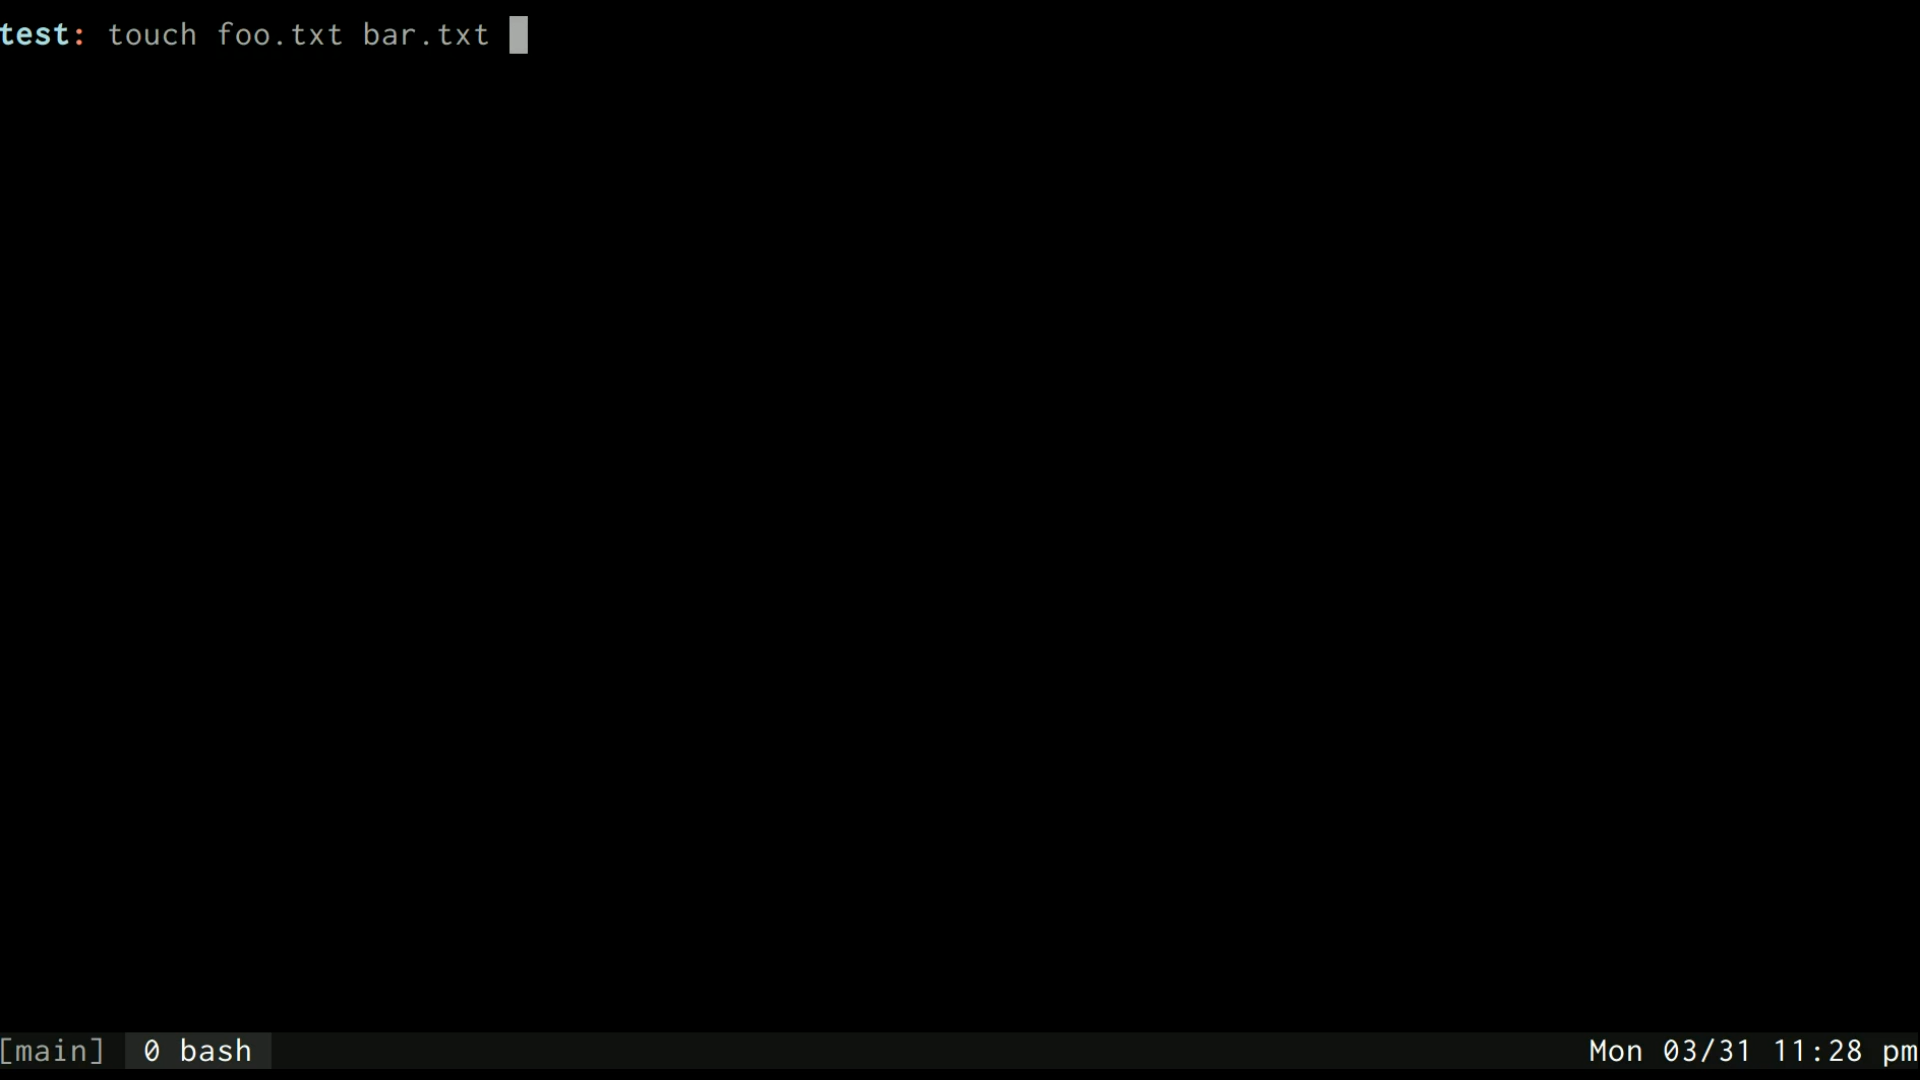 test: touch foo.txt bar.txt
[main] 0 bash Mon 03/31 11:28 pm